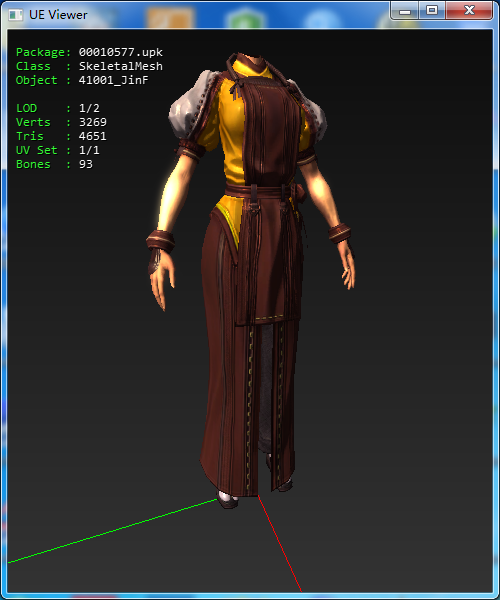 UE Viewer
Package: 00010577.upk
Class : SkeletalMesh
Object : 41001_JinF
LOD : 1/2
Verts : 3269
Tris : 4651
UV Set : 1/1
Bones : 93